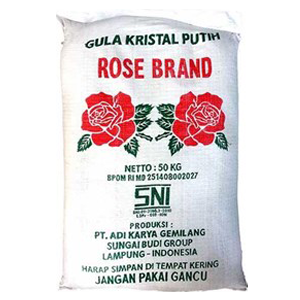 GULA KRISTAL PUTIH
ROSE BRAND
NETTO : 50 KG
BPOM RI MD 251408002027
SNI
PRODUKSI :
PT. ADI KARYA GEMILANG
SUNGAI BUDI GROUP
LAMPUNG - INDONESIA
HARAP SIMPAN DI TEMPAT KERING
JANGAN PAKAI GANCU